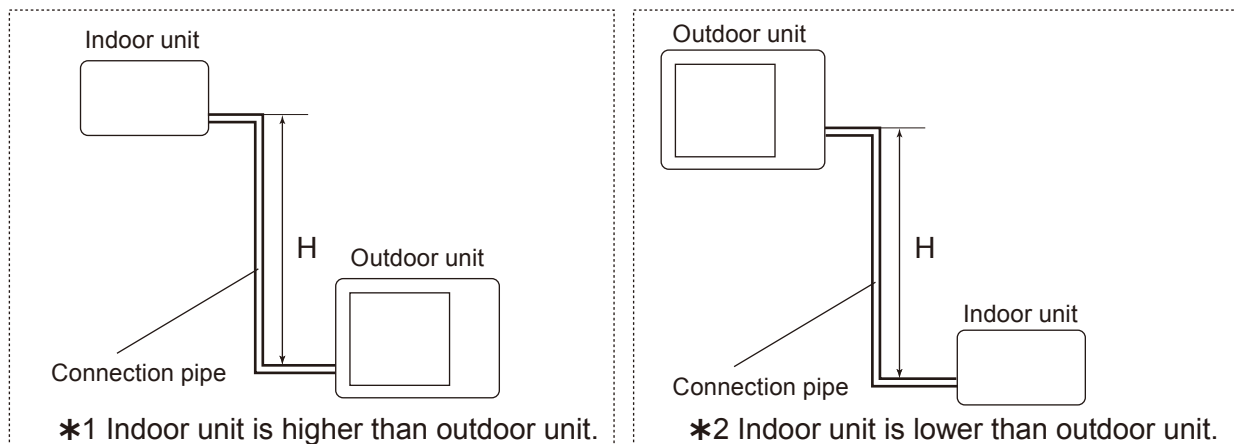 Indoor unit
H
Outdoor unit
Connection pipe
*1 Indoor unit is higher than outdoor unit.
Outdoor unit
H
Indoor unit
Connection pipe
*2 Indoor unit is lower than outdoor unit.